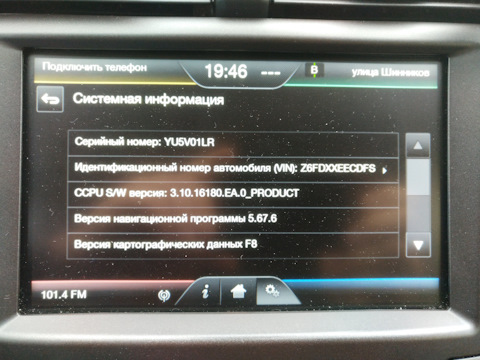 Подключить телефон 19:46 --- В улица Шинников
Системная информация
Серийный номер: YU5V01LR
Идентификационный номер автомобиля (VIN): Z6FDXXEECDFS
CCPU S/W версия: 3.10.16180.EA.0_PRODUCT
Версия навигационной программы 5.67.6
Версия картографических данных F8
101.4 FM i